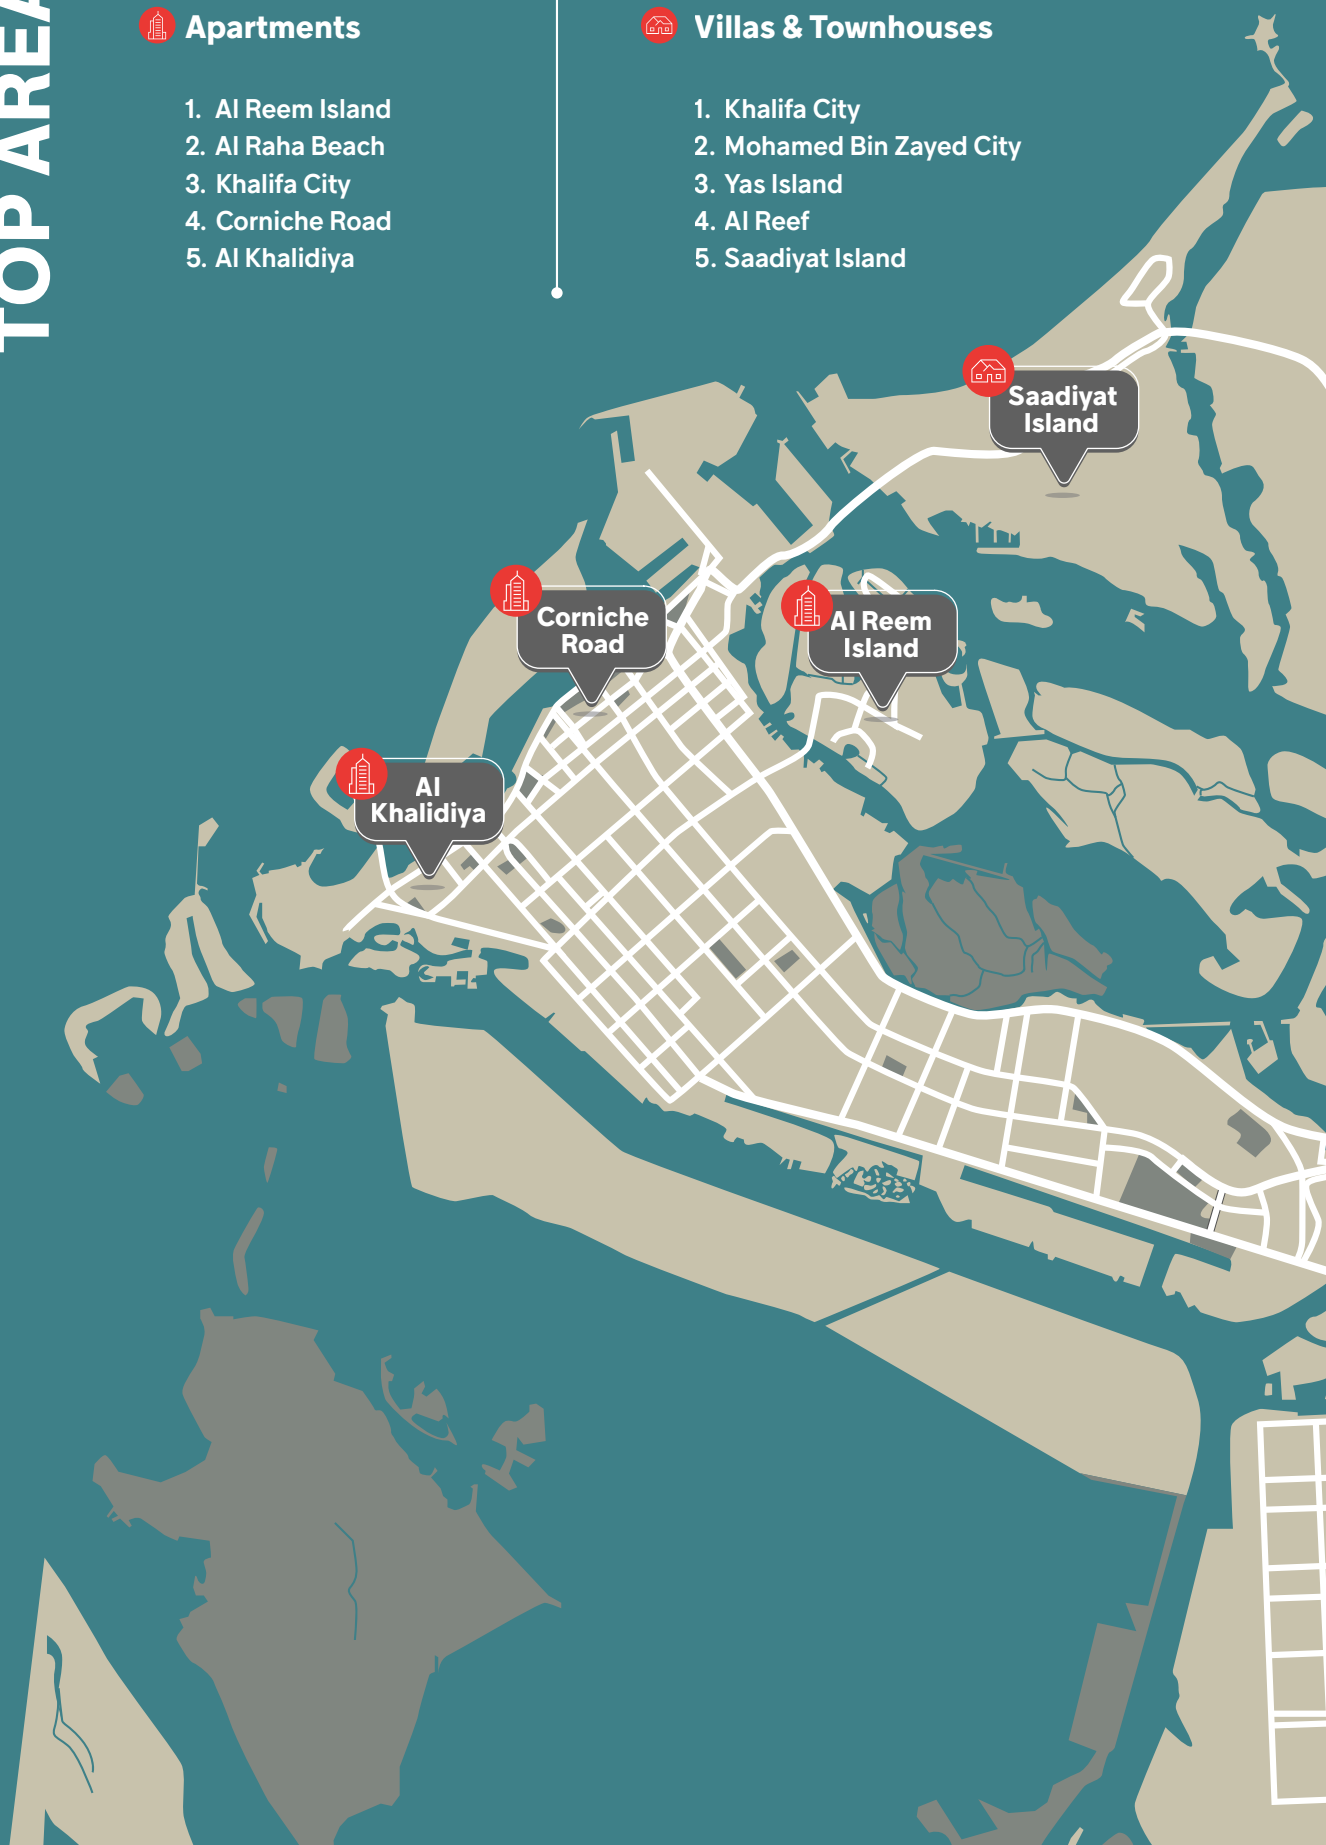 TOP AREA
Apartments
1. Al Reem Island
2. Al Raha Beach
3. Khalifa City
4. Corniche Road
5. Al Khalidiya
Villas & Townhouses
1. Khalifa City
2. Mohamed Bin Zayed City
3. Yas Island
4. Al Reef
5. Saadiyat Island
Saadiyat
Island
Corniche
Road
Al Reem
Island
Al
Khalidiya